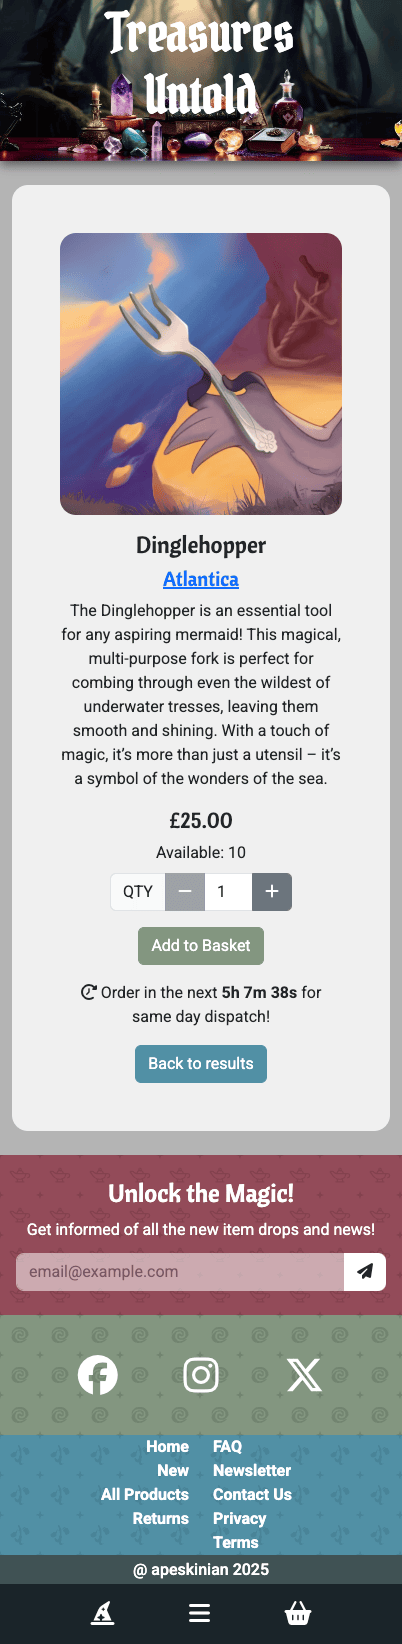 Treasures
Untold
Dinglehopper
Atlantica
The Dinglehopper is an essential tool
for any aspiring mermaid! This magical,
multi-purpose fork is perfect for
combing through even the wildest of
underwater tresses, leaving them
smooth and shining. With a touch of
magic, it’s more than just a utensil – it’s
a symbol of the wonders of the sea.
£25.00
Available: 10
QTY 1
Add to Basket
Order in the next 5h 7m 38s for
same day dispatch!
Back to results
Unlock the Magic!
Get informed of all the new item drops and news!
email@example.com
Home
New
All Products
Returns
FAQ
Newsletter
Contact Us
Privacy
Terms
@ apeskinian 2025